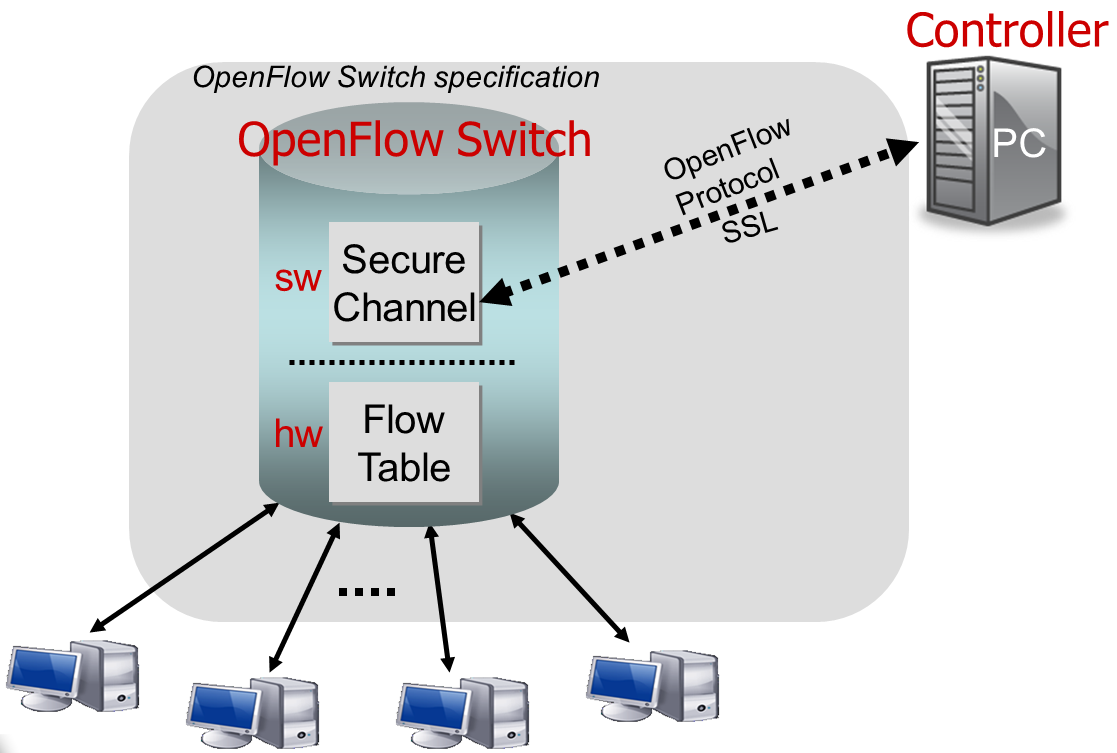 Controller
OpenFlow Switch specification
OpenFlow Switch
PC
OpenFlow
Protocol
SSL
sw
Secure
Channel
hw
Flow
Table